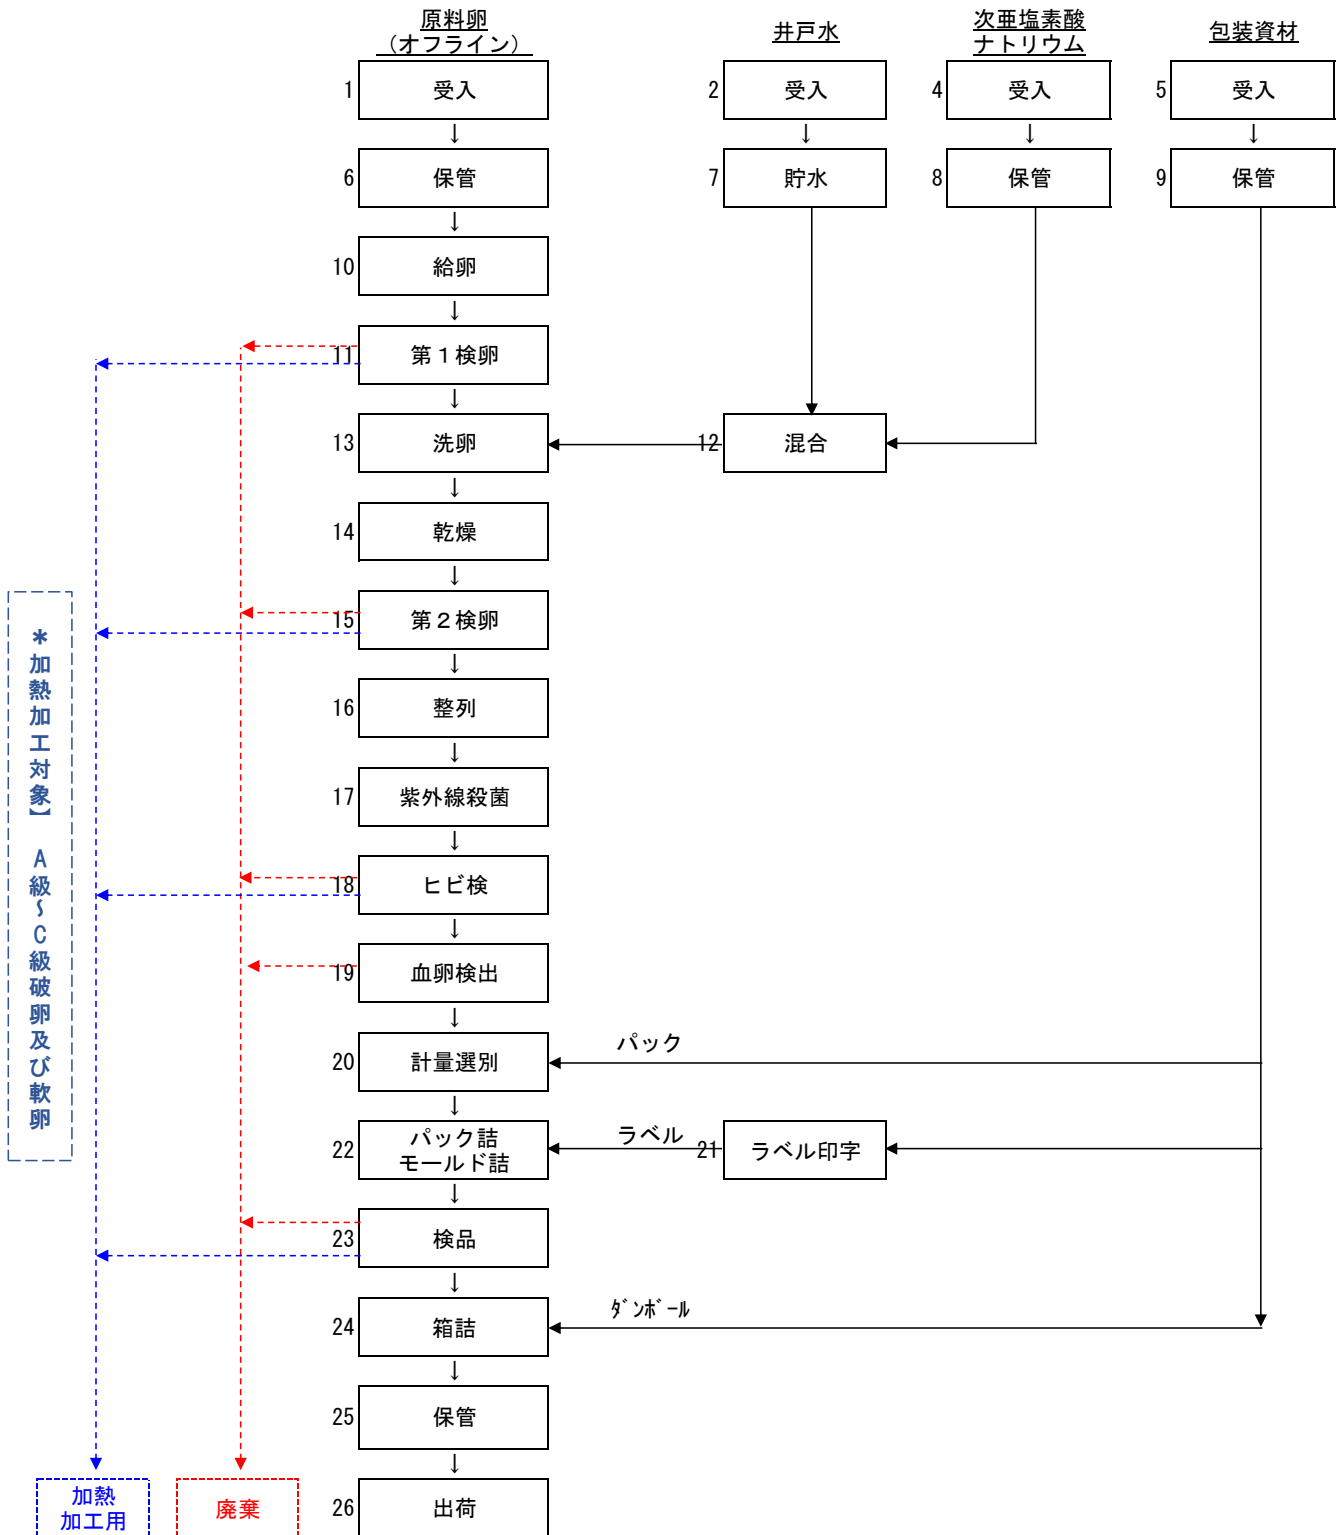 原料卵
（オフライン）
井戸水
次亜塩素酸
ナトリウム
包装資材
1
受入
2
受入
4
受入
5
受入
↓
↓
↓
↓
6
保管
7
貯水
8
保管
9
保管
↓
10
給卵
↓
11
第１検卵
↓
13
洗卵
12
混合
↓
14
乾燥
↓
15
第２検卵
↓
16
整列
↓
17
紫外線殺菌
↓
18
ヒビ検
↓
19
血卵検出
↓
20
計量選別
パック
↓
22
パック詰
モールド詰
ラベル
21
ラベル印字
↓
23
検品
↓
24
箱詰
ﾀﾞﾝﾎﾞｰﾙ
↓
25
保管
↓
26
出荷
＊加熱加工対象】　A級〜C級破卵及び軟卵
加熱
加工用
廃棄